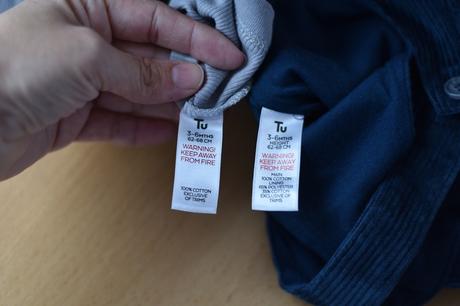 Tu
3-6MTHS
62-68 CM
WARNING!
KEEP AWAY
FROM FIRE
100% COTTON
EXCLUSIVE
OF TRIMS
Tu
3-6MTHS
HEIGHT
62-68 CM
WARNING!
KEEP AWAY
FROM FIRE
MAIN
100% COTTON
LINING
65% POLYESTER
35% COTTON
EXCLUSIVE OF
TRIMS